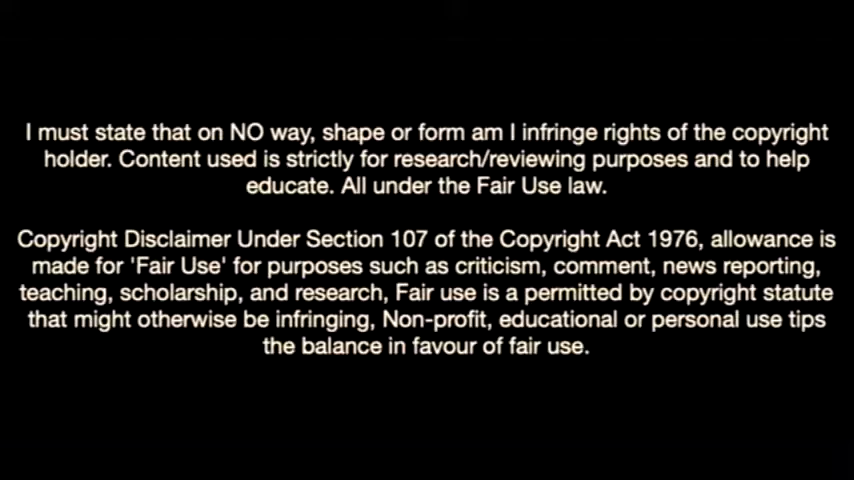 I must state that on NO way, shape or form am I infringe rights of the copyright
holder. Content used is strictly for research/reviewing purposes and to help
educate. All under the Fair Use law.
Copyright Disclaimer Under Section 107 of the Copyright Act 1976, allowance is
made for 'Fair Use' for purposes such as criticism, comment, news reporting,
teaching, scholarship, and research, Fair use is a permitted by copyright statute
that might otherwise be infringing, Non-profit, educational or personal use tips
the balance in favour of fair use.